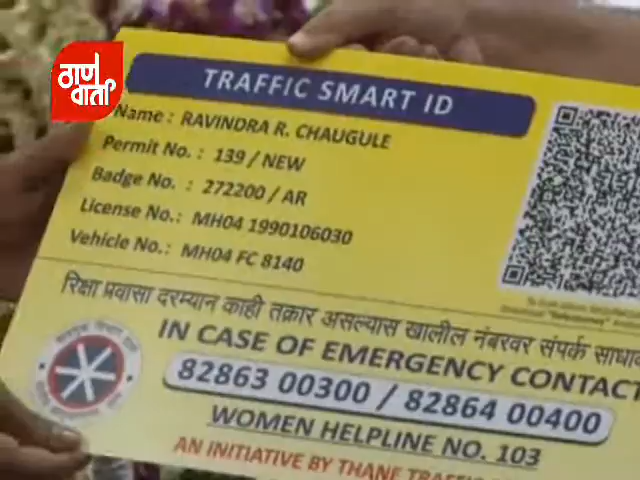 ठाणे
वार्ता
TRAFFIC SMART ID
Name : RAVINDRA R. CHAUGULE
Permit No. : 139 / NEW
Badge No. : 272200 / AR
License No.: MH04 1990106030
Vehicle No.: MH04 FC 8140
रिक्षा प्रवासा दरम्यान काही तक्रार असल्यास खालील नंबरवर संपर्क साधाव
IN CASE OF EMERGENCY CONTACT
82863 00300 / 82864 00400
WOMEN HELPLINE NO. 103
AN INITIATIVE BY THANE TRAFFIC